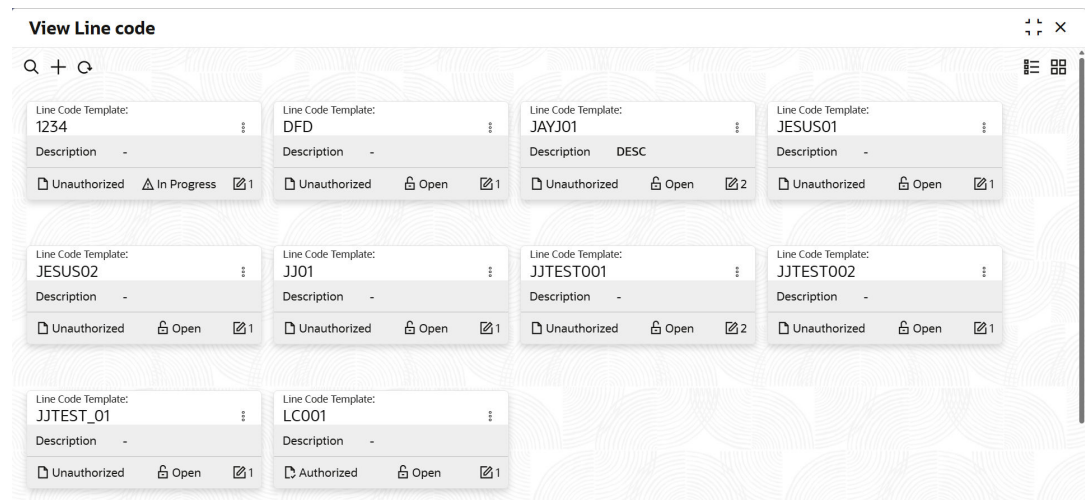 View Line code
Line Code Template:
1234
Description -
Unauthorized In Progress 1
Line Code Template:
DFD
Description -
Unauthorized Open 1
Line Code Template:
JAYJ01
Description DESC
Unauthorized Open 2
Line Code Template:
JESUS01
Description -
Unauthorized Open 1
Line Code Template:
JESUS02
Description -
Unauthorized Open 1
Line Code Template:
JJ01
Description -
Unauthorized Open 1
Line Code Template:
JJTEST001
Description -
Unauthorized Open 2
Line Code Template:
JJTEST002
Description -
Unauthorized Open 1
Line Code Template:
JJTEST_01
Description -
Unauthorized Open 1
Line Code Template:
LC001
Description -
Authorized Open 1